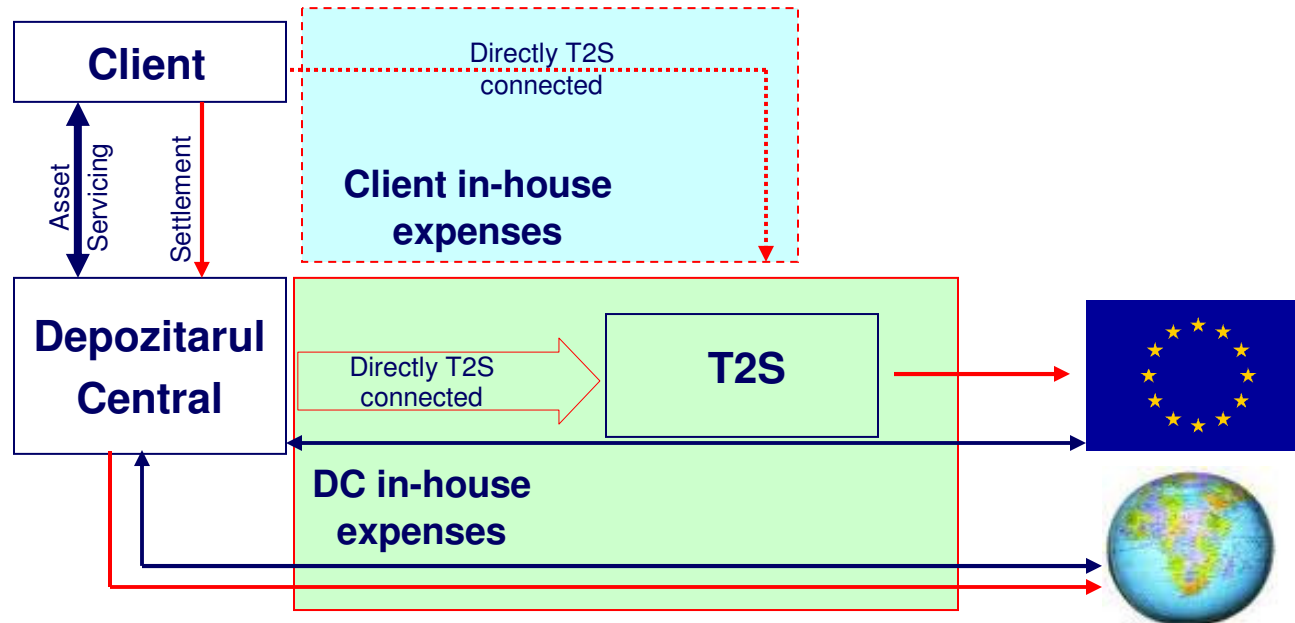 Client
Directly T2S
connected
Asset
Servicing
Settlement
Client in-house
expenses
Depozitarul
Central
Directly T2S
connected
T2S
DC in-house
expenses